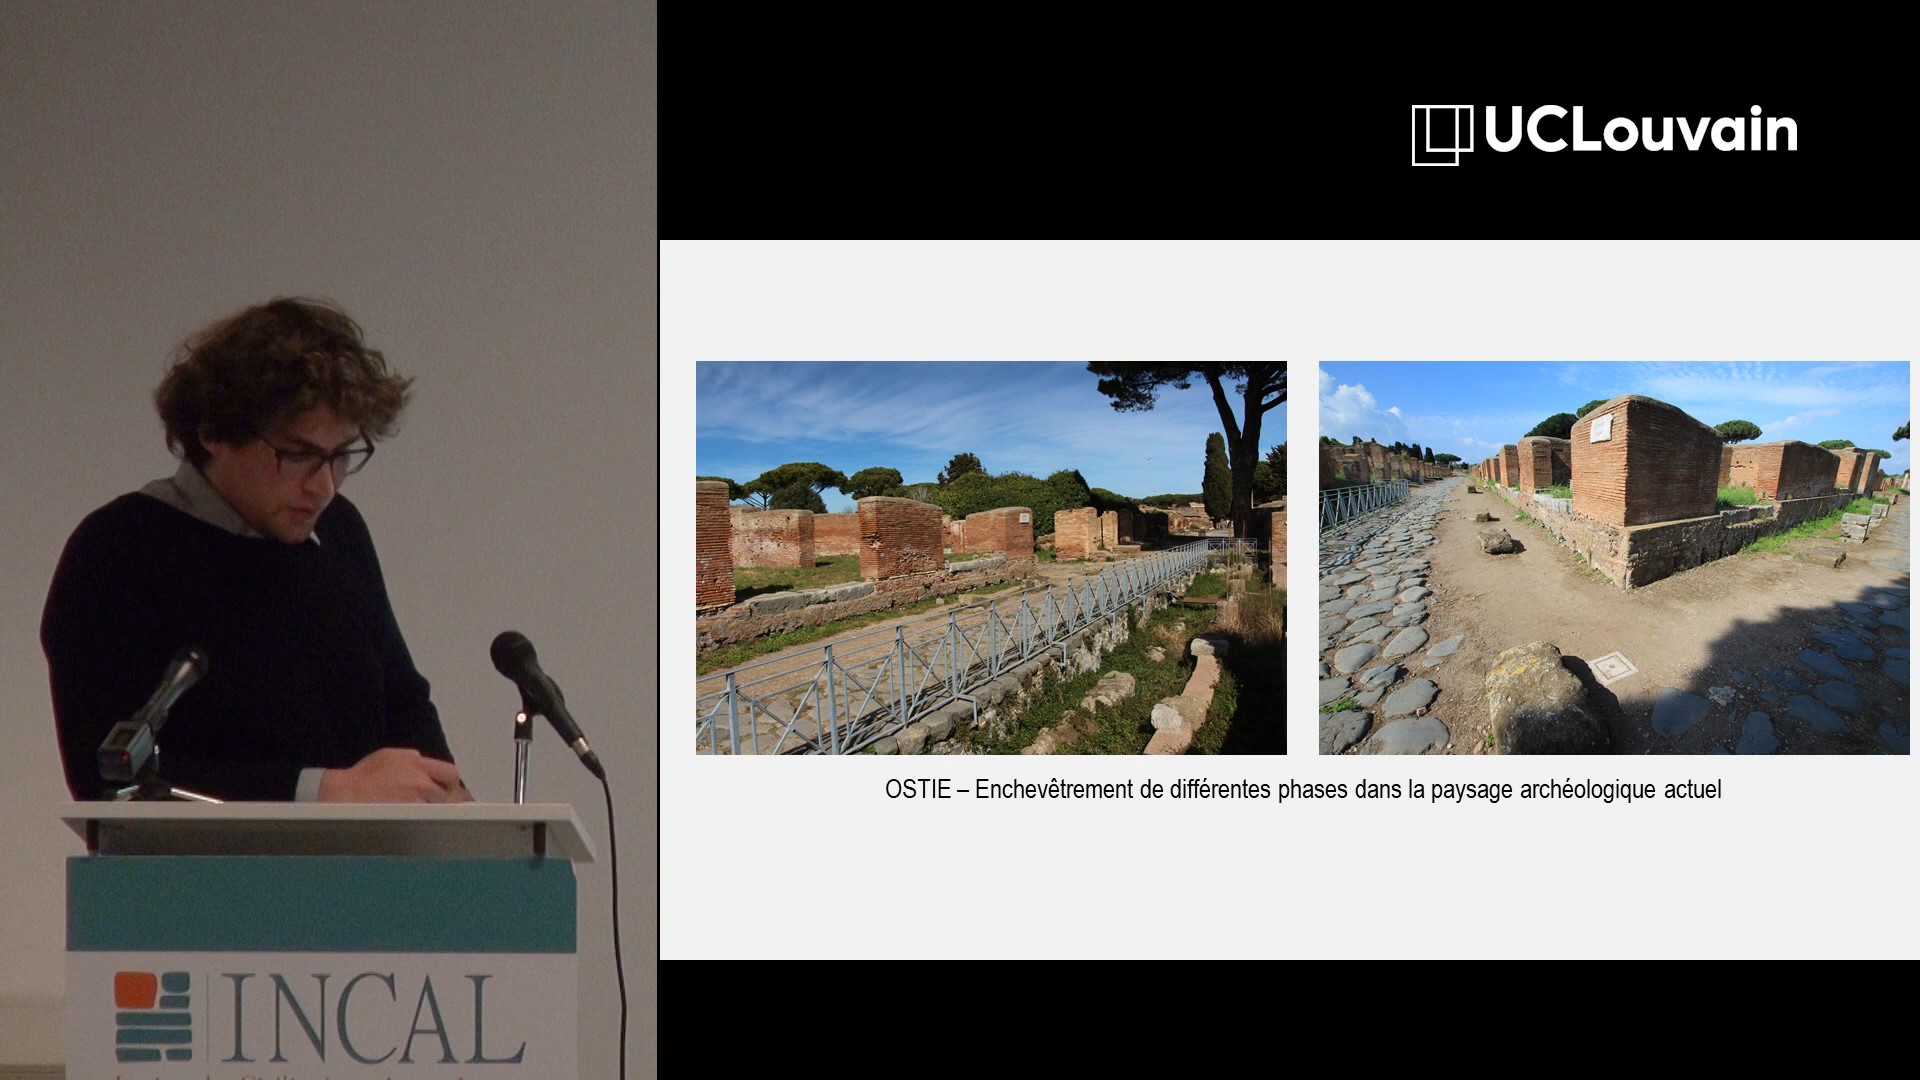 UCLouvain
OSTIE – Enchevêtrement de différentes phases dans la paysage archéologique actuel
INCAL